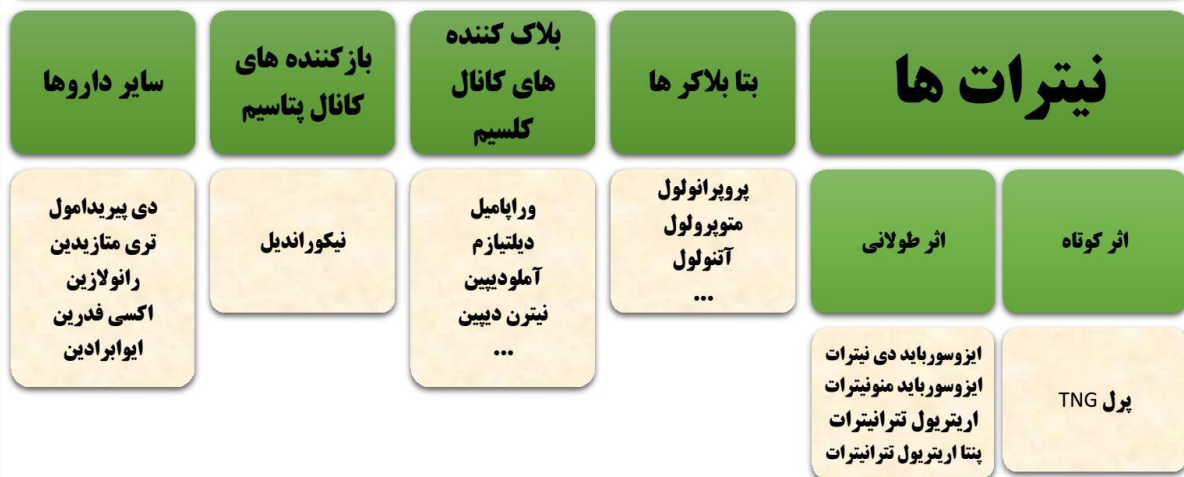 نیترات ها
بتا بلاکر ها
بلاک کننده
های کانال
کلسیم
بازکننده های
کانال پتاسیم
سایر داروها
اثر کوتاه
اثر طولانی
پرل TNG
ایزوسورباید دی نیترات
ایزوسورباید منونیترات
اریتریول تترانیترات
پنتا اریتریول تترانیترات
پروپرانولول
متوپرولول
آتنولول
...
وراپامیل
دیلتیازم
آملودیپین
نیترن دیپین
...
نیکوراندیل
دی پیریدامول
تری متازیدین
رانولازین
اکسی فدرین
ایوابرادین